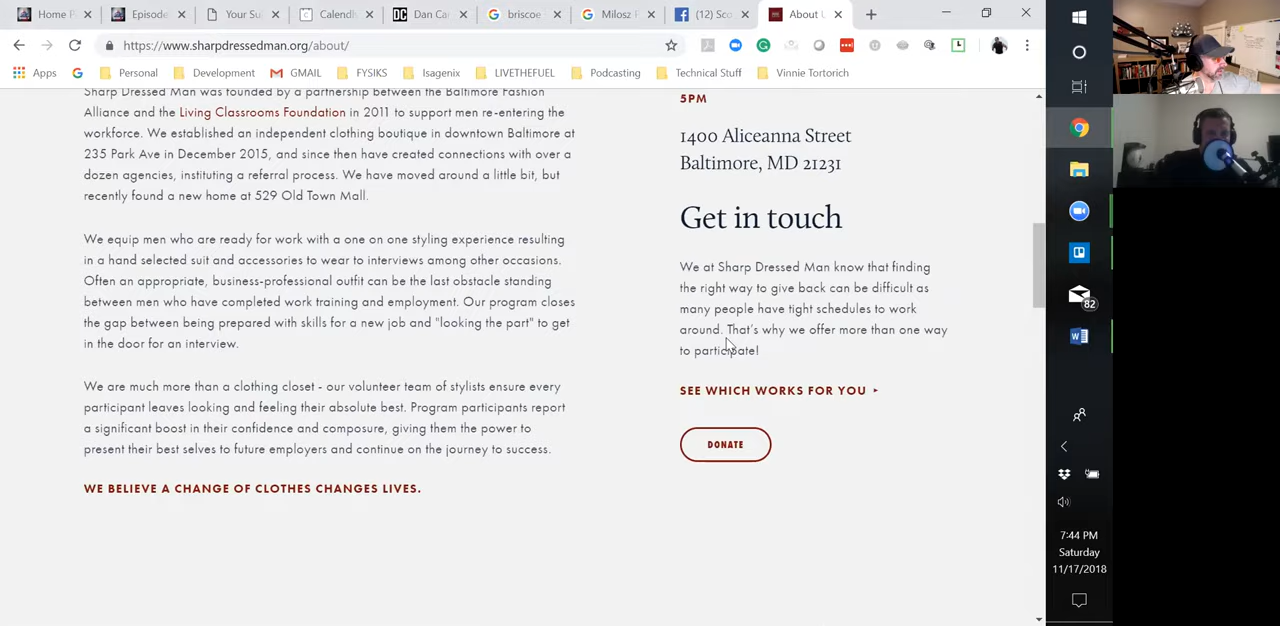 Home P
Episode
Your Su
Calendly
Dan Ca
briscoe
Milosz F
(12) Sco
About U
https://www.sharpdressedman.org/about/
Apps
Personal
Development
GMAIL
FYSIKS
Isagenix
LIVETHEFUEL
Podcasting
Technical Stuff
Vinnie Tortorich
Sharp Dressed Man was founded by a partnership between the Baltimore Fashion
Alliance and the Living Classrooms Foundation in 2011 to support men re-entering the
workforce. We established an independent clothing boutique in downtown Baltimore at
235 Park Ave in December 2015, and since then have created connections with over a
dozen agencies, instituting a referral process. We have moved around a little bit, but
recently found a new home at 529 Old Town Mall.
We equip men who are ready for work with a one on one styling experience resulting
in a hand selected suit and accessories to wear to interviews among other occasions.
Often an appropriate, business-professional outfit can be the last obstacle standing
between men who have completed work training and employment. Our program closes
the gap between being prepared with skills for a new job and "looking the part" to get
in the door for an interview.
We are much more than a clothing closet - our volunteer team of stylists ensure every
participant leaves looking and feeling their absolute best. Program participants report
a significant boost in their confidence and composure, giving them the power to
present their best selves to future employers and continue on the journey to success.
WE BELIEVE A CHANGE OF CLOTHES CHANGES LIVES.
5PM
1400 Aliceanna Street
Baltimore, MD 21231
Get in touch
We at Sharp Dressed Man know that finding
the right way to give back can be difficult as
many people have tight schedules to work
around. That's why we offer more than one way
to participate!
SEE WHICH WORKS FOR YOU
DONATE
82
7:44 PM
Saturday
11/17/2018